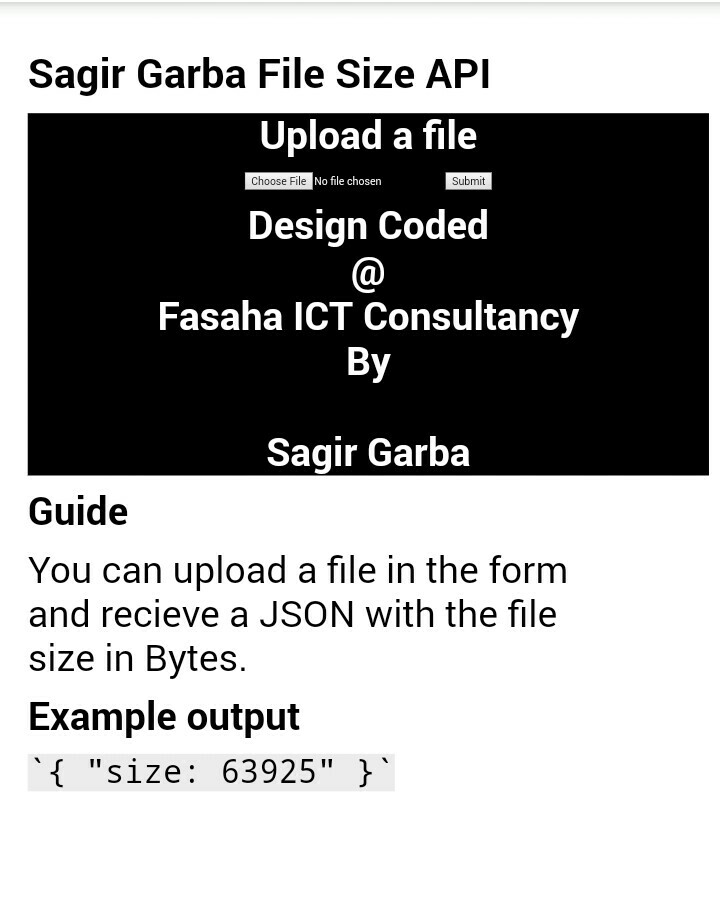 Sagir Garba File Size API
Upload a file
Choose File No file chosen Submit
Design Coded
@
Fasaha ICT Consultancy
By
Sagir Garba
Guide
You can upload a file in the form
and recieve a JSON with the file
size in Bytes.
Example output
`{ "size: 63925" }`